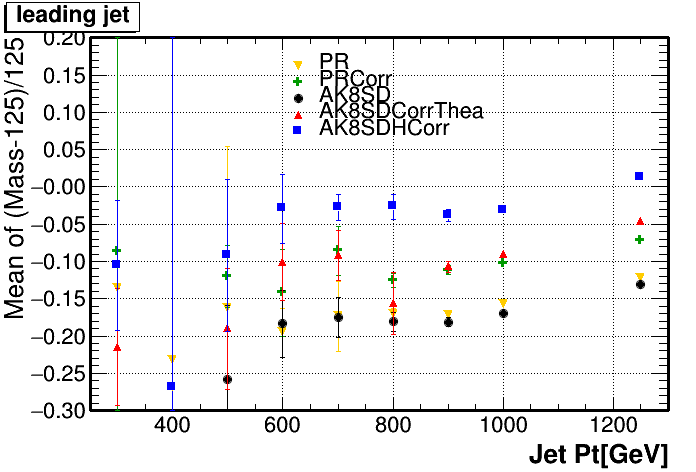 leading jet
Mean of (Mass-125)/125
0.20
0.15
0.10
0.05
−0.00
−0.05
−0.10
−0.15
−0.20
−0.25
−0.30
PR
PRCorr
AK8SD
AK8SDCorrThea
AK8SDHCorr
400 600 800 1000 1200
Jet Pt[GeV]